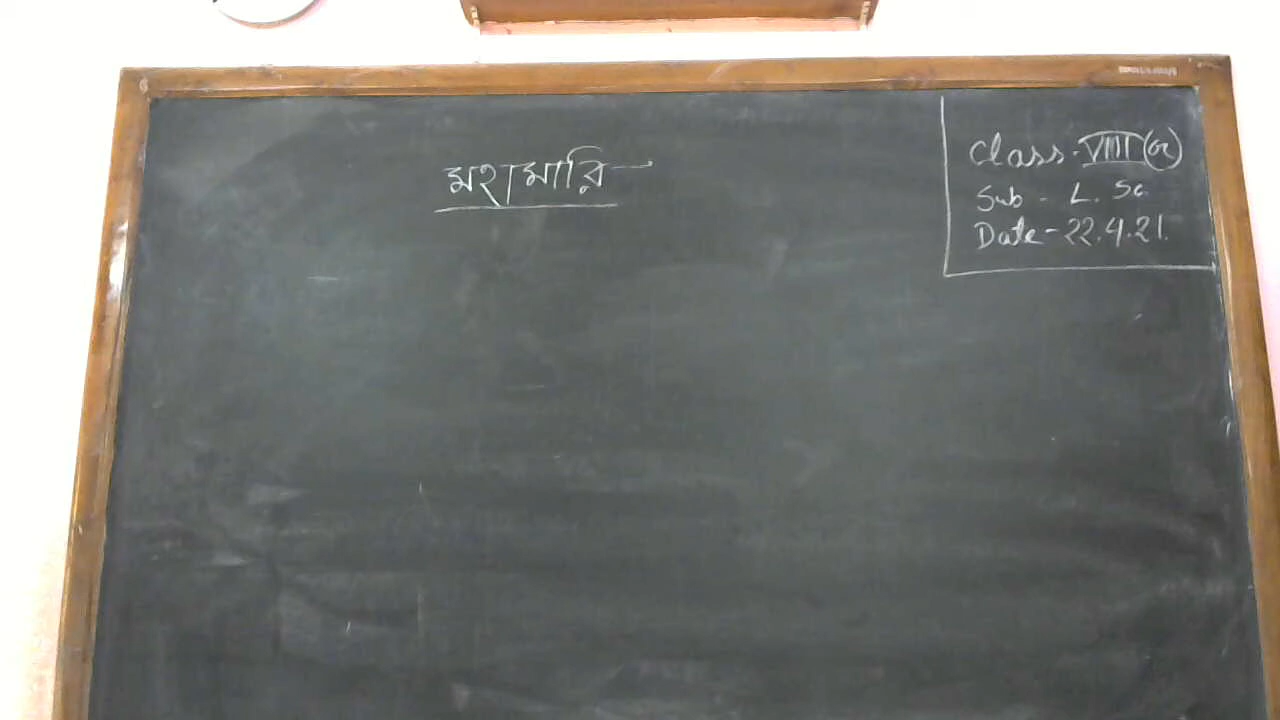 মহামারি —
Class - VIII
Sub - L. Sc
Date - 22.4.21.